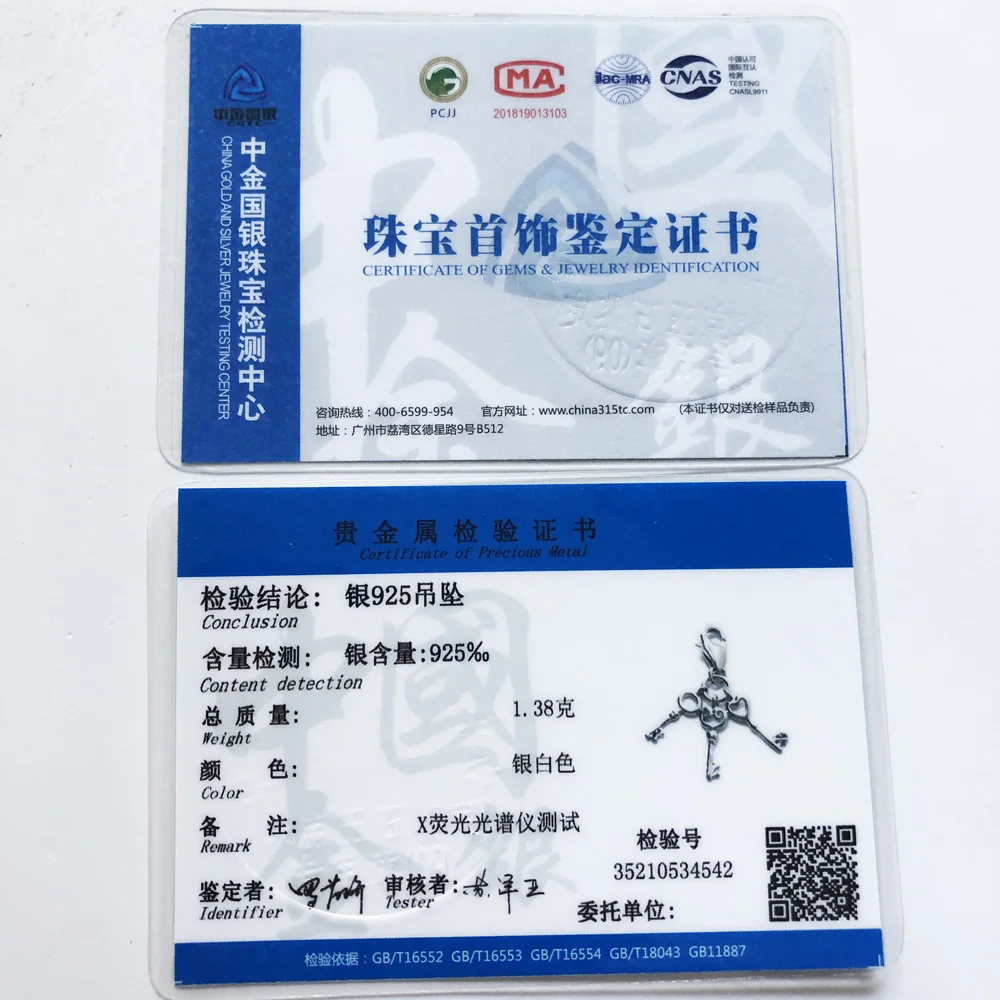 中金国银
CGTC
中金国银珠宝检测中心
CHINA GOLD AND SILVER JEWELRY TESTING CENTER
PCJJ
MA
201819013103
ilac-MRA
CNAS
中国认可
国际互认
检测
TESTING
CNASL9911
珠宝首饰鉴定证书
CERTIFICATE OF GEMS & JEWELRY IDENTIFICATION
咨询热线：400-6599-954 官方网址：www.china315tc.com (本证书仅对送检样品负责)
地址：广州市荔湾区德星路9号B512
贵金属检验证书
Certificate of Precious Metal
检验结论: 银925吊坠
Conclusion
含量检测: 银含量:925‰
Content detection
总质量: 1.38克
Weight
颜色: 银白色
Color
备注: X荧光光谱仪测试
Remark
检验号
35210534542
鉴定者: 审核者:
Identifier Tester
委托单位:
检验依据：GB/T16552 GB/T16553 GB/T16554 GB/T18043 GB11887